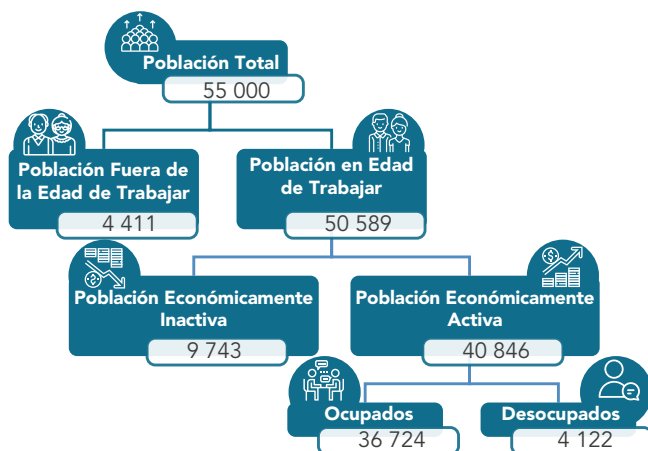 Población Total
55 000
Población Fuera de
la Edad de Trabajar
4 411
Población en Edad
de Trabajar
50 589
Población Económicamente
Inactiva
9 743
Población Económicamente
Activa
40 846
Ocupados
36 724
Desocupados
4 122